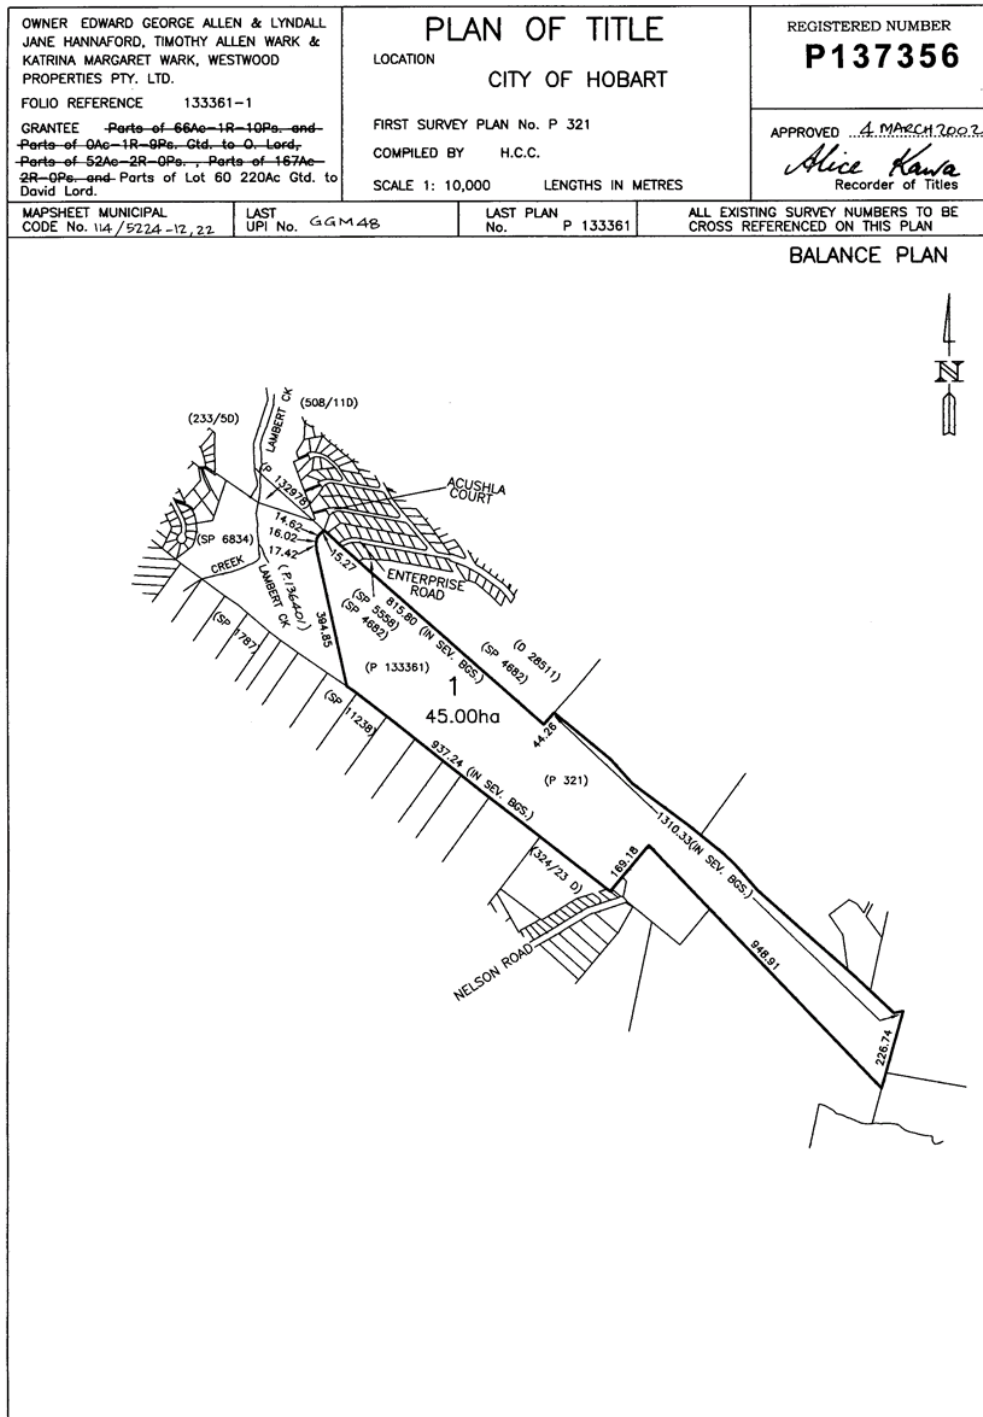 OWNER EDWARD GEORGE ALLEN & LYNDALL
JANE HANNAFORD, TIMOTHY ALLEN WARK &
KATRINA MARGARET WARK, WESTWOOD
PROPERTIES PTY. LTD.
FOLIO REFERENCE 133361-1
GRANTEE Parts of 66Ac-1R-10Ps. and
Parts of 0Ac-1R-9Ps. Gtd. to O. Lord,
Parts of 52Ac-2R-0Ps. , Parts of 167Ac
2R-0Ps. and Parts of Lot 60 220Ac Gtd. to
David Lord.
PLAN OF TITLE
LOCATION
CITY OF HOBART
FIRST SURVEY PLAN No. P 321
COMPILED BY H.C.C.
SCALE 1: 10,000 LENGTHS IN METRES
REGISTERED NUMBER
P137356
APPROVED 4 MARCH 2002
Alice Kawa
Recorder of Titles
MAPSHEET MUNICIPAL
CODE No. 114/5224-12,22
LAST
UPI No. GGM48
LAST PLAN
No. P 133361
ALL EXISTING SURVEY NUMBERS TO BE
CROSS REFERENCED ON THIS PLAN
BALANCE PLAN
N
(233/5D)
LAMBERT CK
(508/11D)
(P 132978)
ACUSHLA
COURT
14.62
16.02
17.42
(SP 6834)
CREEK
LAMBERT CK
(P.136401)
15.27
ENTERPRISE
ROAD
394.85
(SP 5558)
(SP 4682)
815.80 (IN SEV. BGS.)
(SP 1787)
(D 28511)
(SP 4682)
(P 133361)
1
45.00ha
(SP 11238)
44.26
937.24 (IN SEV. BGS.)
(P 321)
1310.33(IN SEV. BGS.)
169.18
(324/23 D)
948.91
NELSON ROAD
226.74